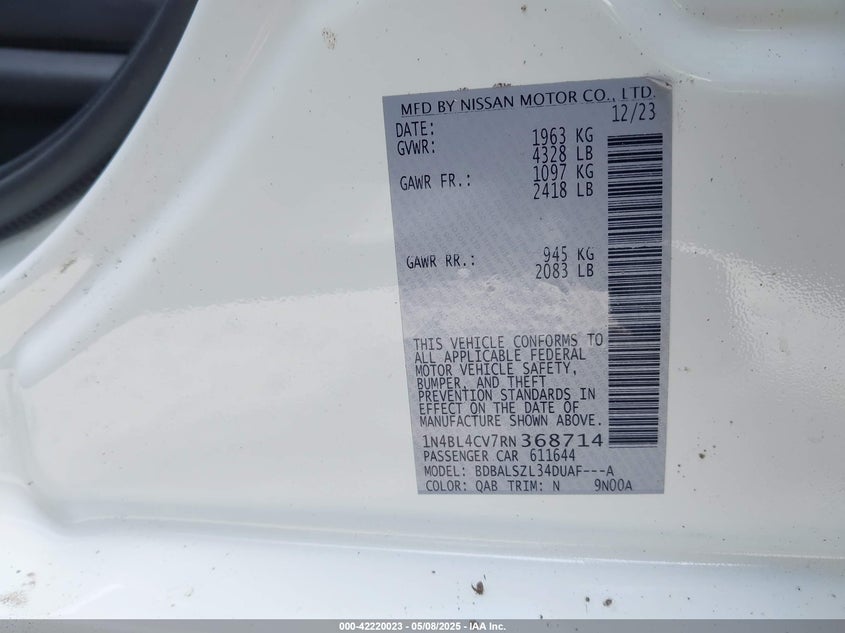 MFD BY NISSAN MOTOR CO., LTD.
12/23
DATE:
GVWR: 1963 KG
4328 LB
GAWR FR.: 1097 KG
2418 LB
GAWR RR.: 945 KG
2083 LB
THIS VEHICLE CONFORMS TO
ALL APPLICABLE FEDERAL
MOTOR VEHICLE SAFETY,
BUMPER, AND THEFT
PREVENTION STANDARDS IN
EFFECT ON THE DATE OF
MANUFACTURE SHOWN ABOVE.
1N4BL4CV7RN368714
PASSENGER CAR 611644
MODEL: BDBALSZL34DUAF---A
COLOR: QAB TRIM: N 9N00A
000-42220023 - 05/08/2025 - IAA Inc.